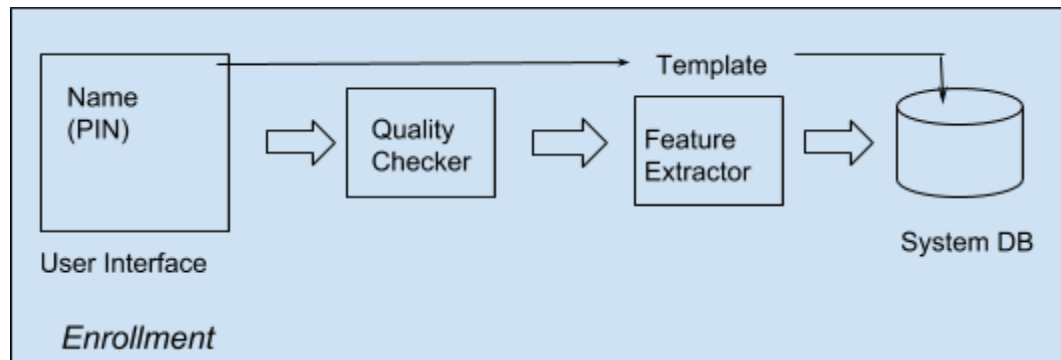 Name
(PIN)
Template
Quality
Checker
Feature
Extractor
User Interface
System DB
Enrollment